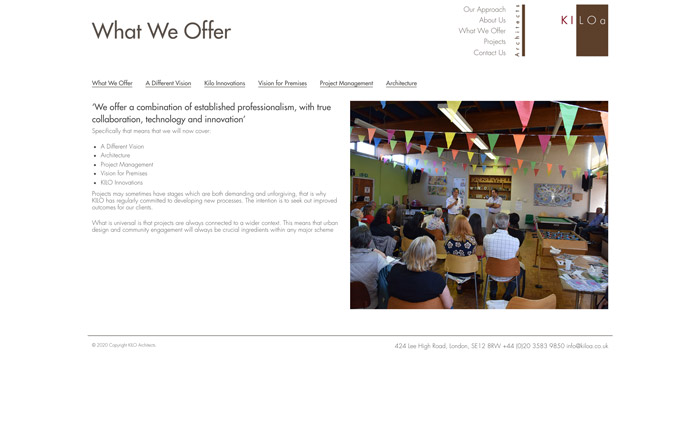 What We Offer
Our Approach
About Us
What We Offer
Projects
Contact Us
Architects
KILOa
What We Offer
A Different Vision
Kilo Innovations
Vision for Premises
Project Management
Architecture
‘We offer a combination of established professionalism, with true
collaboration, technology and innovation’
Specifically that means that we will now cover:
A Different Vision
Architecture
Project Management
Vision for Premises
KILO Innovations
Projects may sometimex have stages which are both demanding and unforgiving, that is why
KILO has regularly committed to developing new processes. The intention is to seek out improved
outcomes for our clients.
What is universal is that projects are always connected to a wider context. This means that urban
design and community engagement will always be crucial ingredients within any major scheme
© 2020 Copyright KILO Architects
424 Lee High Road, London, SE12 8RW +44 (0)20 3583 9850 info@kiloa.co.uk